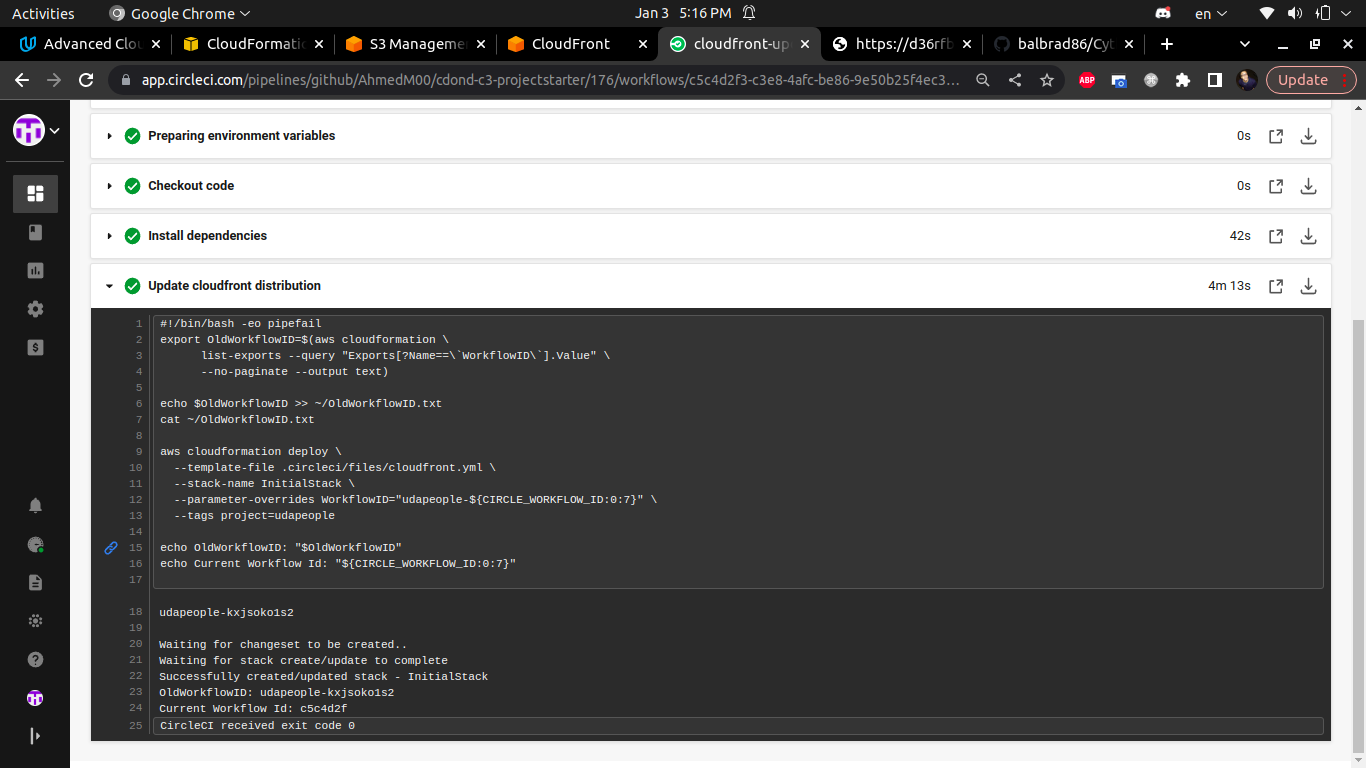 Activities
Google Chrome
Jan 3 5:16 PM
en
Advanced Clou
CloudFormatic
S3 Manageme
CloudFront
cloudfront-up
https://d36rfb
balbrad86/Cyt
app.circleci.com/pipelines/github/AhmedM00/cdond-c3-projectstarter/176/workflows/c5c4d2f3-c3e8-4afc-be86-9e50b25f4ec3...
ABP
Update
Preparing environment variables
0s
Checkout code
0s
Install dependencies
42s
Update cloudfront distribution
4m 13s
1 #!/bin/bash -eo pipefail
2 export OldWorkflowID=$(aws cloudformation \
3 list-exports --query "Exports[?Name==\`WorkflowID\`].Value" \
4 --no-paginate --output text)
5
6 echo $OldWorkflowID >> ~/OldWorkflowID.txt
7 cat ~/OldWorkflowID.txt
8
9 aws cloudformation deploy \
10 --template-file .circleci/files/cloudfront.yml \
11 --stack-name InitialStack \
12 --parameter-overrides WorkflowID="udapeople-${CIRCLE_WORKFLOW_ID:0:7}" \
13 --tags project=udapeople
14
15 echo OldWorkflowID: "$OldWorkflowID"
16 echo Current Workflow Id: "${CIRCLE_WORKFLOW_ID:0:7}"
17
18 udapeople-kxjsoko1s2
19
20 Waiting for changeset to be created..
21 Waiting for stack create/update to complete
22 Successfully created/updated stack - InitialStack
23 OldWorkflowID: udapeople-kxjsoko1s2
24 Current Workflow Id: c5c4d2f
25 CircleCI received exit code 0